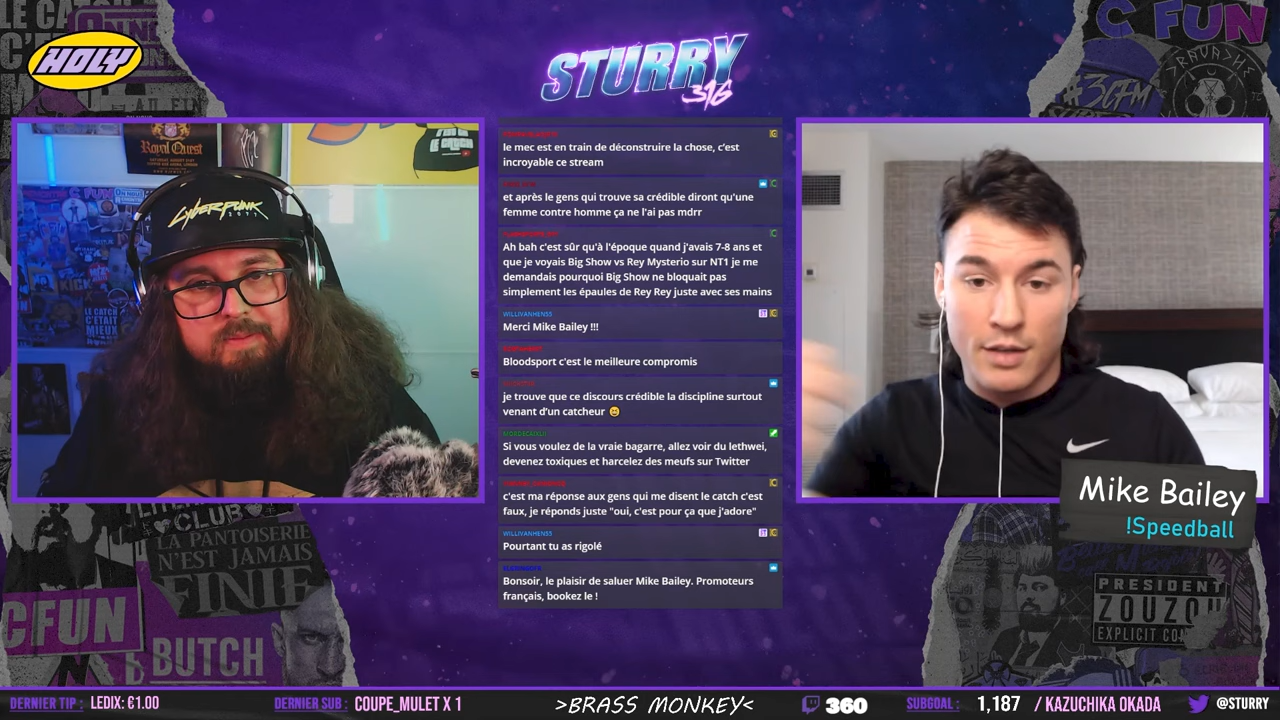 HOLY
STURRY
316
C FUN
#3CFM
Royal Quest
CYBERPUNK
2077
LE CATCH
C'ÉTAIT
MIEUX
le mec est en train de déconstruire la chose, c'est
incroyable ce stream
et après le gens qui trouve sa crédible diront qu'une
femme contre homme ça ne l'ai pas mdrr
Ah bah c'est sûr qu'à l'époque quand j'avais 7-8 ans et
que je voyais Big Show vs Rey Mysterio sur NT1 je me
demandais pourquoi Big Show ne bloquait pas
simplement les épaules de Rey Rey juste avec ses mains
WILLIVANHENSS
Merci Mike Bailey !!!
Bloodsport c'est le meilleure compromis
je trouve que ce discours crédible la discipline surtout
venant d'un catcheur 😄
Si vous voulez de la vraie bagarre, allez voir du lethwei,
devenez toxiques et harcelez des meufs sur Twitter
c'est ma réponse aux gens qui me disent le catch c'est
faux, je réponds juste "oui, c'est pour ça que j'adore"
WILLIVANHENSS
Pourtant tu as rigolé
Bonsoir, le plaisir de saluer Mike Bailey. Promoteurs
français, bookez le !
Mike Bailey
!Speedball
CLUB
LA PANTOISERIE
N'EST JAMAIS
FINIE
CFUN
BUTCH
PRESIDENT
ZOUZOU
EXPLICIT
DERNIER TIP : LEDIX: €1.00
DERNIER SUB : COUPE_MULET X 1
>BRASS MONKEY<
360
SUBGOAL : 1,187 / KAZUCHIKA OKADA
@STURRY